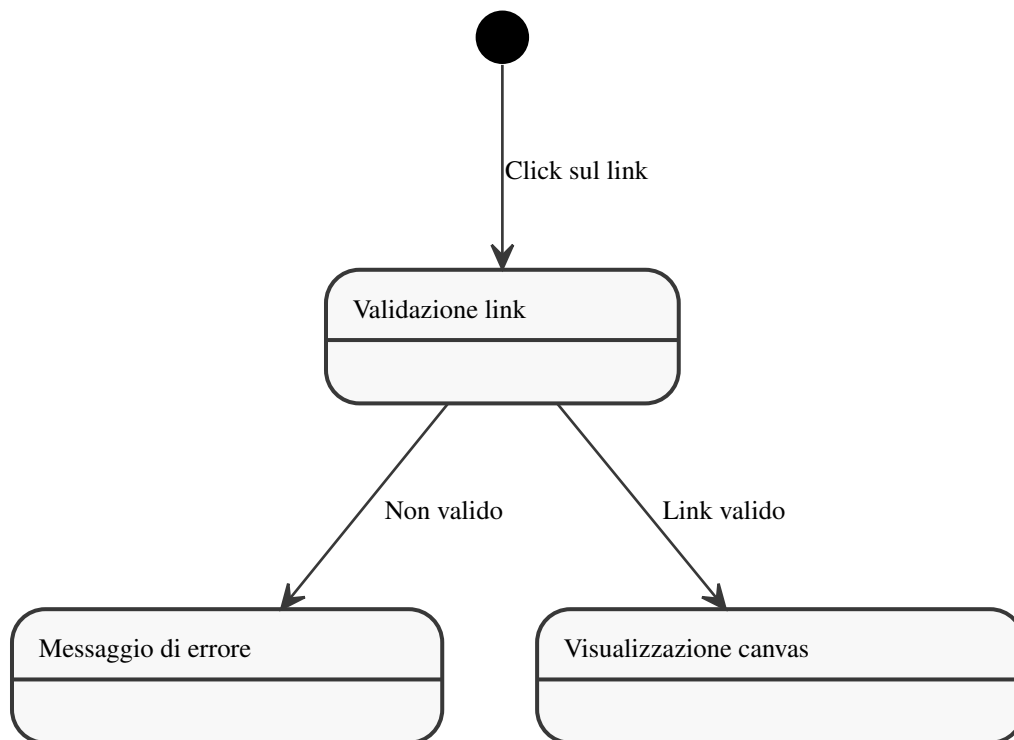 Click sul link
Validazione link
Non valido
Link valido
Messaggio di errore
Visualizzazione canvas